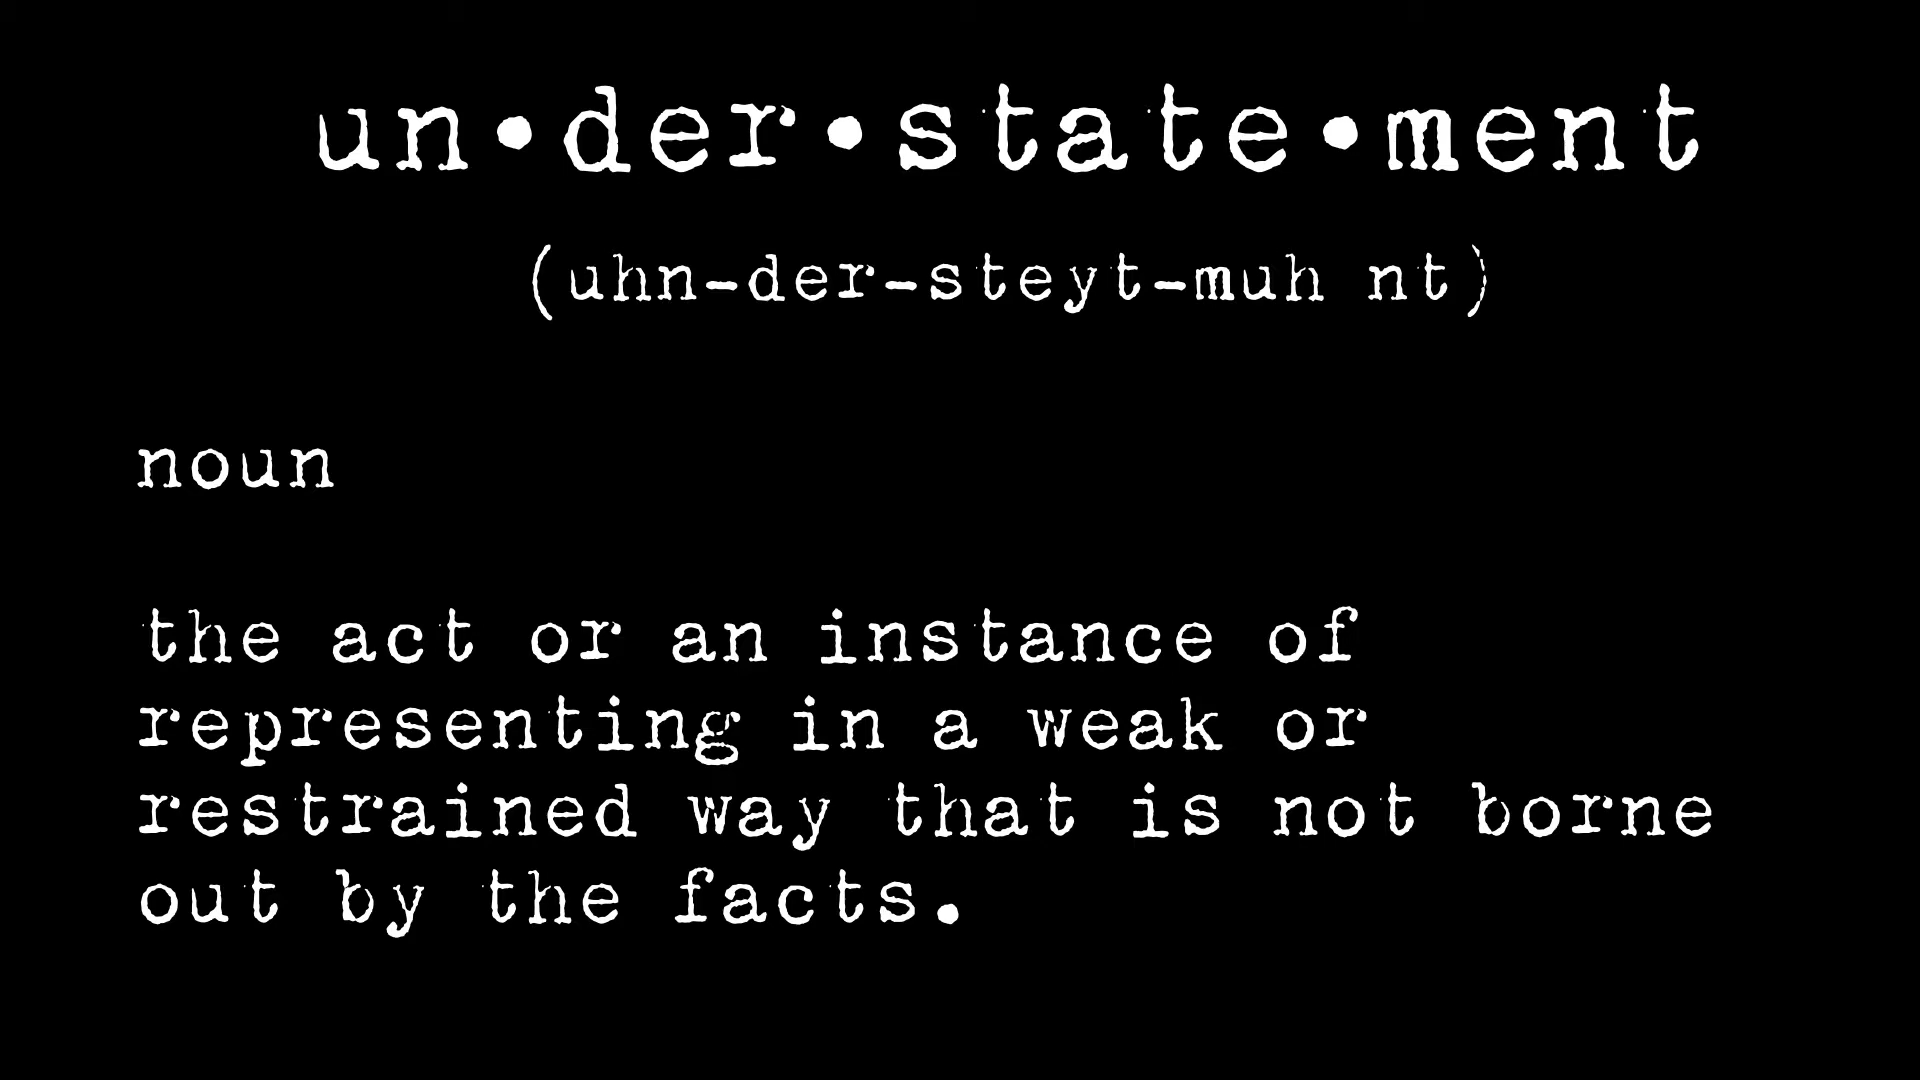 un•der•state•ment
(uhn-der-steyt-muh nt)
noun
the act or an instance of
representing in a weak or
restrained way that is not borne
out by the facts.